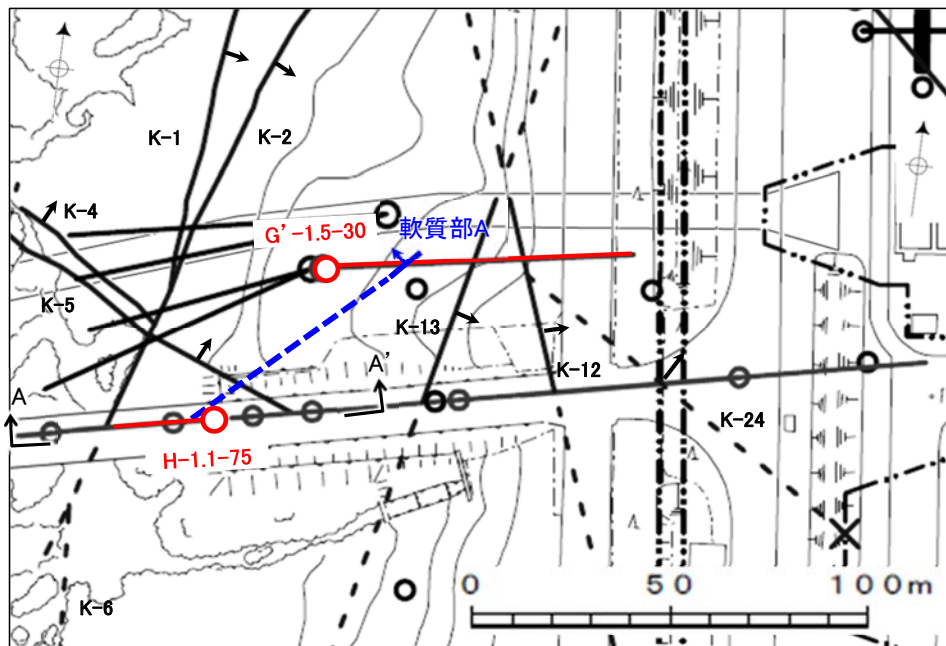 K-1
K-2
K-4
G'-1.5-30
軟質部A
K-5
K-13
K-12
A
A'
K-24
H-1.1-75
K-6
0 50 100m